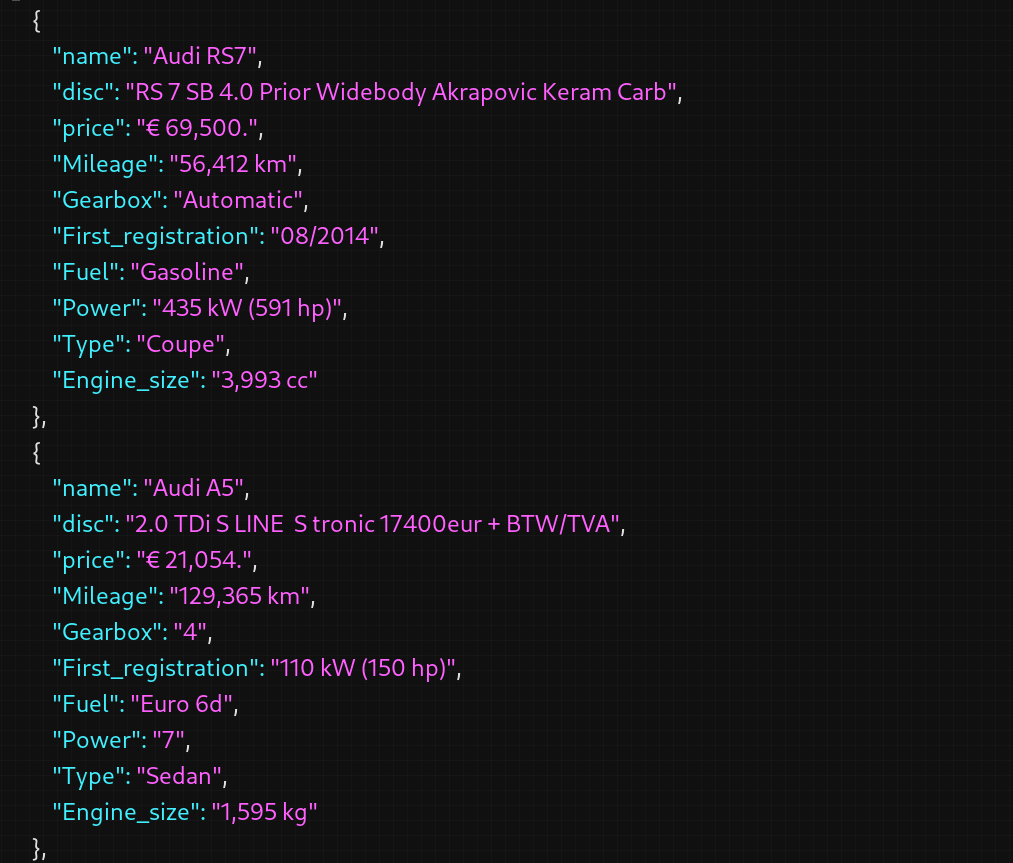 {
"name": "Audi RS7",
"disc": "RS 7 SB 4.0 Prior Widebody Akrapovic Keram Carb",
"price": "€ 69,500.",
"Mileage": "56,412 km",
"Gearbox": "Automatic",
"First_registration": "08/2014",
"Fuel": "Gasoline",
"Power": "435 kW (591 hp)",
"Type": "Coupe",
"Engine_size": "3,993 cc"
},
{
"name": "Audi A5",
"disc": "2.0 TDi S LINE  S tronic 17400eur + BTW/TVA",
"price": "€ 21,054.",
"Mileage": "129,365 km",
"Gearbox": "4",
"First_registration": "110 kW (150 hp)",
"Fuel": "Euro 6d",
"Power": "7",
"Type": "Sedan",
"Engine_size": "1,595 kg"
},